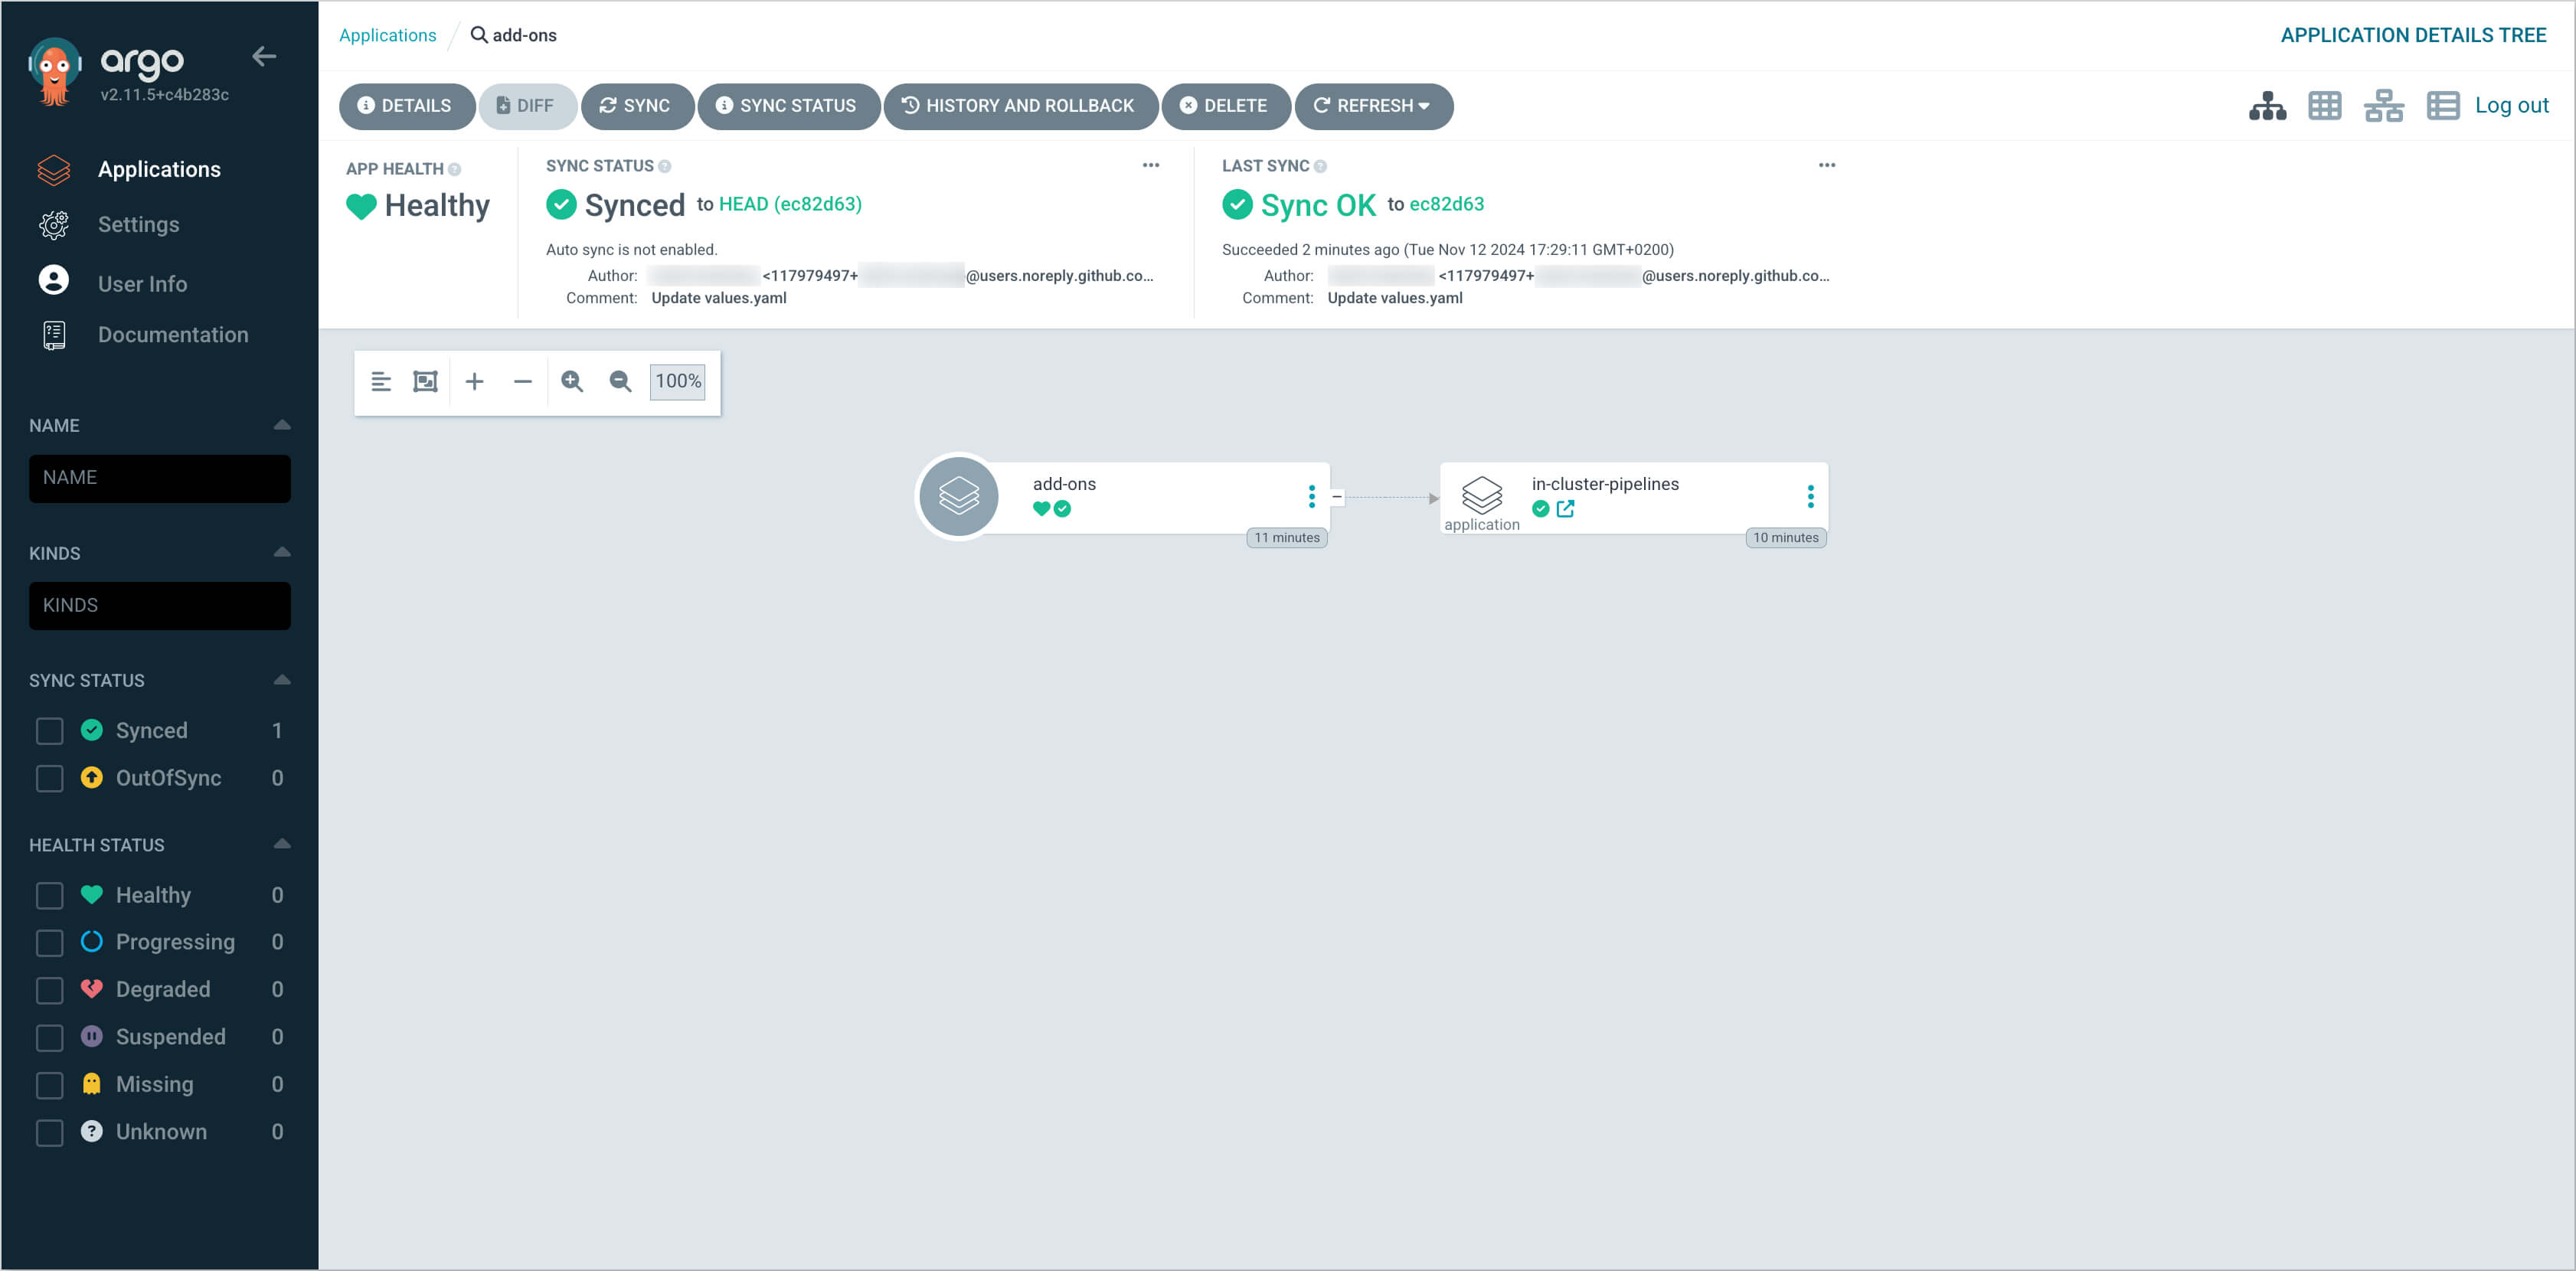 argo
v2.11.5+c4b283c
Applications
Settings
User Info
Documentation
NAME
NAME
KINDS
KINDS
SYNC STATUS
Synced 1
OutOfSync 0
HEALTH STATUS
Healthy 0
Progressing 0
Degraded 0
Suspended 0
Missing 0
Unknown 0
Applications / add-ons
APPLICATION DETAILS TREE
DETAILS DIFF SYNC SYNC STATUS HISTORY AND ROLLBACK DELETE REFRESH
Log out
APP HEALTH
Healthy
SYNC STATUS
Synced to HEAD (ec82d63)
Auto sync is not enabled.
Author: <117979497+ @users.noreply.github.co...
Comment: Update values.yaml
LAST SYNC
Sync OK to ec82d63
Succeeded 2 minutes ago (Tue Nov 12 2024 17:29:11 GMT+0200)
Author: <117979497+ @users.noreply.github.co...
Comment: Update values.yaml
100%
add-ons
11 minutes
in-cluster-pipelines
application
10 minutes